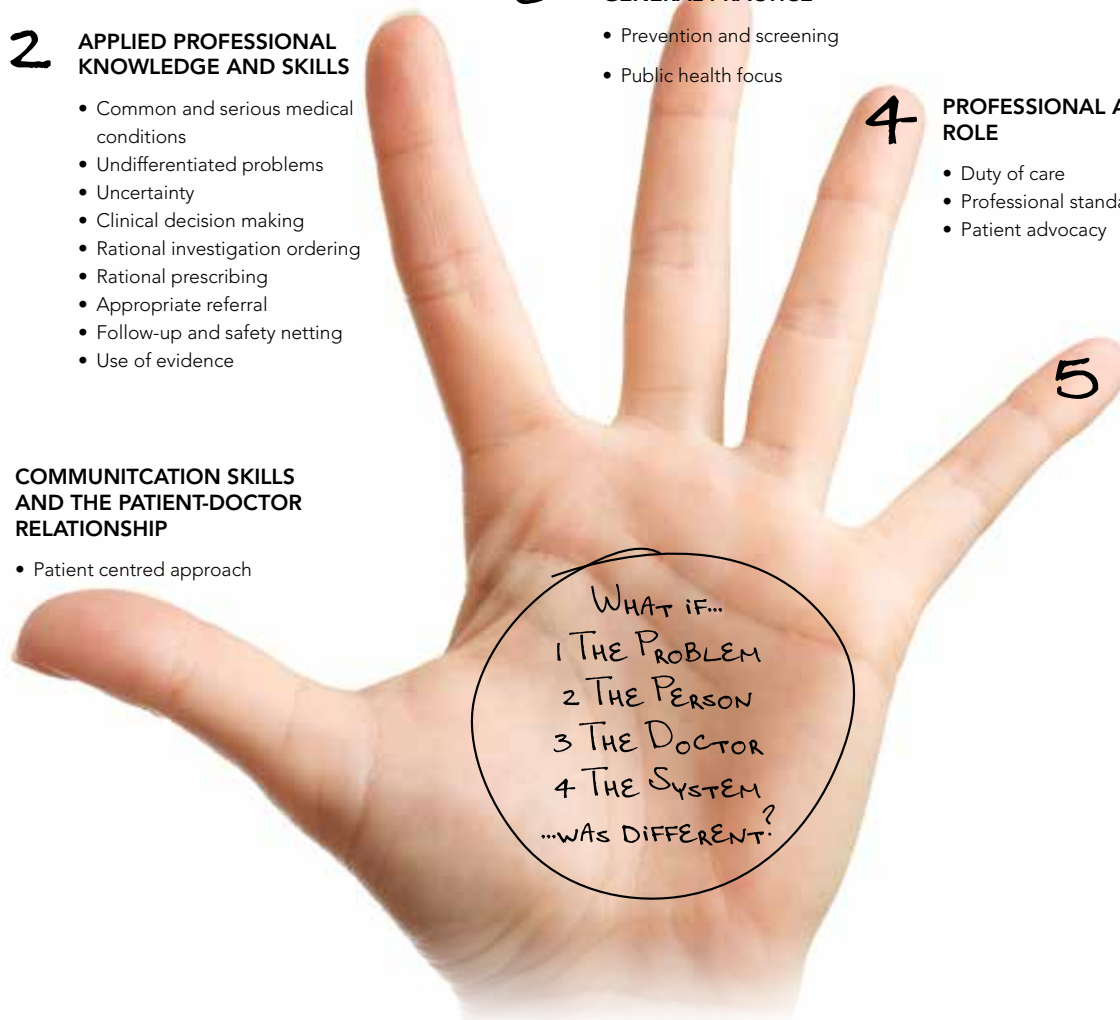 2 APPLIED PROFESSIONAL
KNOWLEDGE AND SKILLS
• Common and serious medical
conditions
• Undifferentiated problems
• Uncertainty
• Clinical decision making
• Rational investigation ordering
• Rational prescribing
• Appropriate referral
• Follow-up and safety netting
• Use of evidence
GENERAL PRACTICE
• Prevention and screening
• Public health focus
4 PROFESSIONAL
ROLE
• Duty of care
• Professional
• Patient advocacy
5
COMMUNITCATION SKILLS
AND THE PATIENT-DOCTOR
RELATIONSHIP
• Patient centred approach
WHAT iF...
1 THE PROBLEM
2 THE PERSON
3 THE DOCTOR
4 THE SYSTEM
...WAS DiFFERENT?